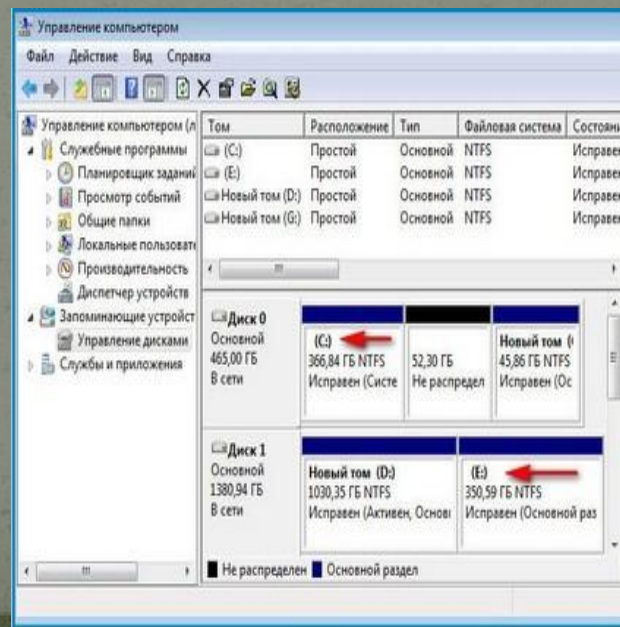 Управление компьютером
Файл Действие Вид Справка
Управление компьютером (л
Служебные программы
Планировщик заданий
Просмотр событий
Общие папки
Локальные пользовате
Производительность
Диспетчер устройств
Запоминающие устройст
Управление дисками
Службы и приложения
Том Расположение Тип Файловая система Состояни
(C:) Простой Основной NTFS Исправен
(E:) Простой Основной NTFS Исправен
Новый том (D:) Простой Основной NTFS Исправен
Новый том (G:) Простой Основной NTFS Исправен
Диск 0
Основной
465,00 ГБ
В сети
(C:)
366,84 ГБ NTFS
Исправен (Систе
52,30 ГБ
Не распредел
Новый том (
45,86 ГБ NTFS
Исправен (Ос
Диск 1
Основной
1380,94 ГБ
В сети
Новый том (D:)
1030,35 ГБ NTFS
Исправен (Активен, Основ
(E:)
350,59 ГБ NTFS
Исправен (Основной раз
Не распределен Основной раздел